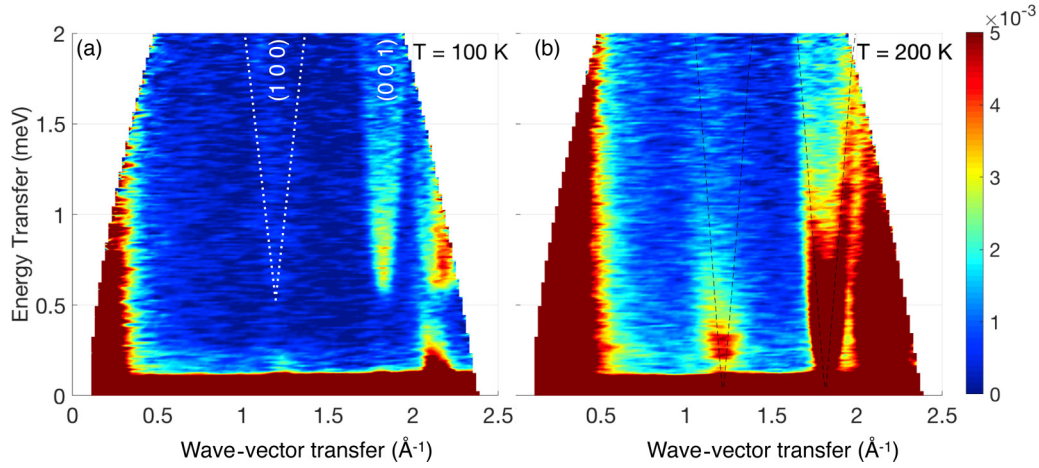 ×10⁻³
(a)
(1 0 0)
(0 0 1)
T = 100 K
(b)
T = 200 K
Energy Transfer (meV)
2
1.5
1
0.5
0
5
4
3
2
1
0
0
0.5
1
1.5
2
2.5
0.5
1
1.5
2
2.5
Wave-vector transfer (Å⁻¹)
Wave-vector transfer (Å⁻¹)